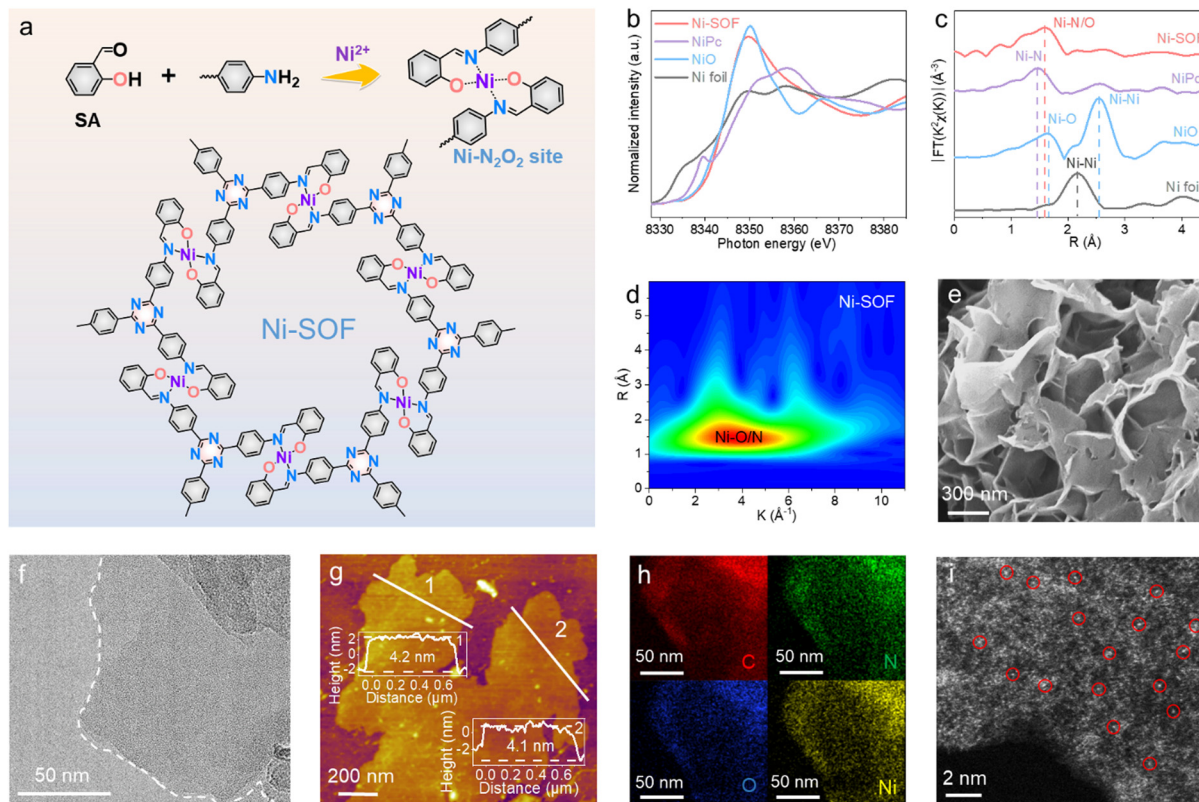 a
SA
+
Ni²⁺
Ni-N₂O₂ site
Ni-SOF
b
Ni-SOF
NiPc
NiO
Ni foil
Normalized intensity (a.u.)
8330 8340 8350 8360 8370 8380
Photon energy (eV)
c
Ni-N/O
Ni-SOF
Ni-N
NiPc
Ni-O
Ni-Ni
NiO
Ni-Ni
Ni foil
|FT(K²χ(K))| (Å⁻³)
0 1 2 3 4
R (Å)
d
Ni-SOF
Ni-O/N
R (Å)
0 1 2 3 4 5
0 2 4 6 8 10
K (Å⁻¹)
e
300 nm
f
50 nm
g
1
2
Height (nm)
2
0
-2
1
4.2 nm
0.0 0.2 0.4 0.6
Distance (μm)
Height (nm)
0
-2
2
4.1 nm
0.0 0.2 0.4 0.6
Distance (μm)
200 nm
h
50 nm
C
50 nm
N
50 nm
O
50 nm
Ni
i
2 nm